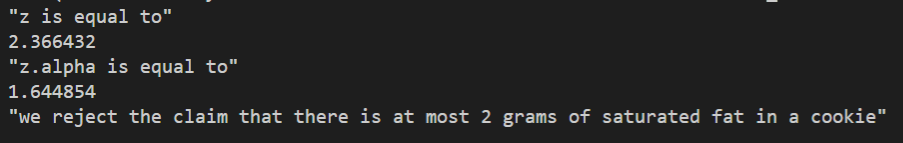 "z is equal to"
2.366432
"z.alpha is equal to"
1.644854
"we reject the claim that there is at most 2 grams of saturated fat in a cookie"